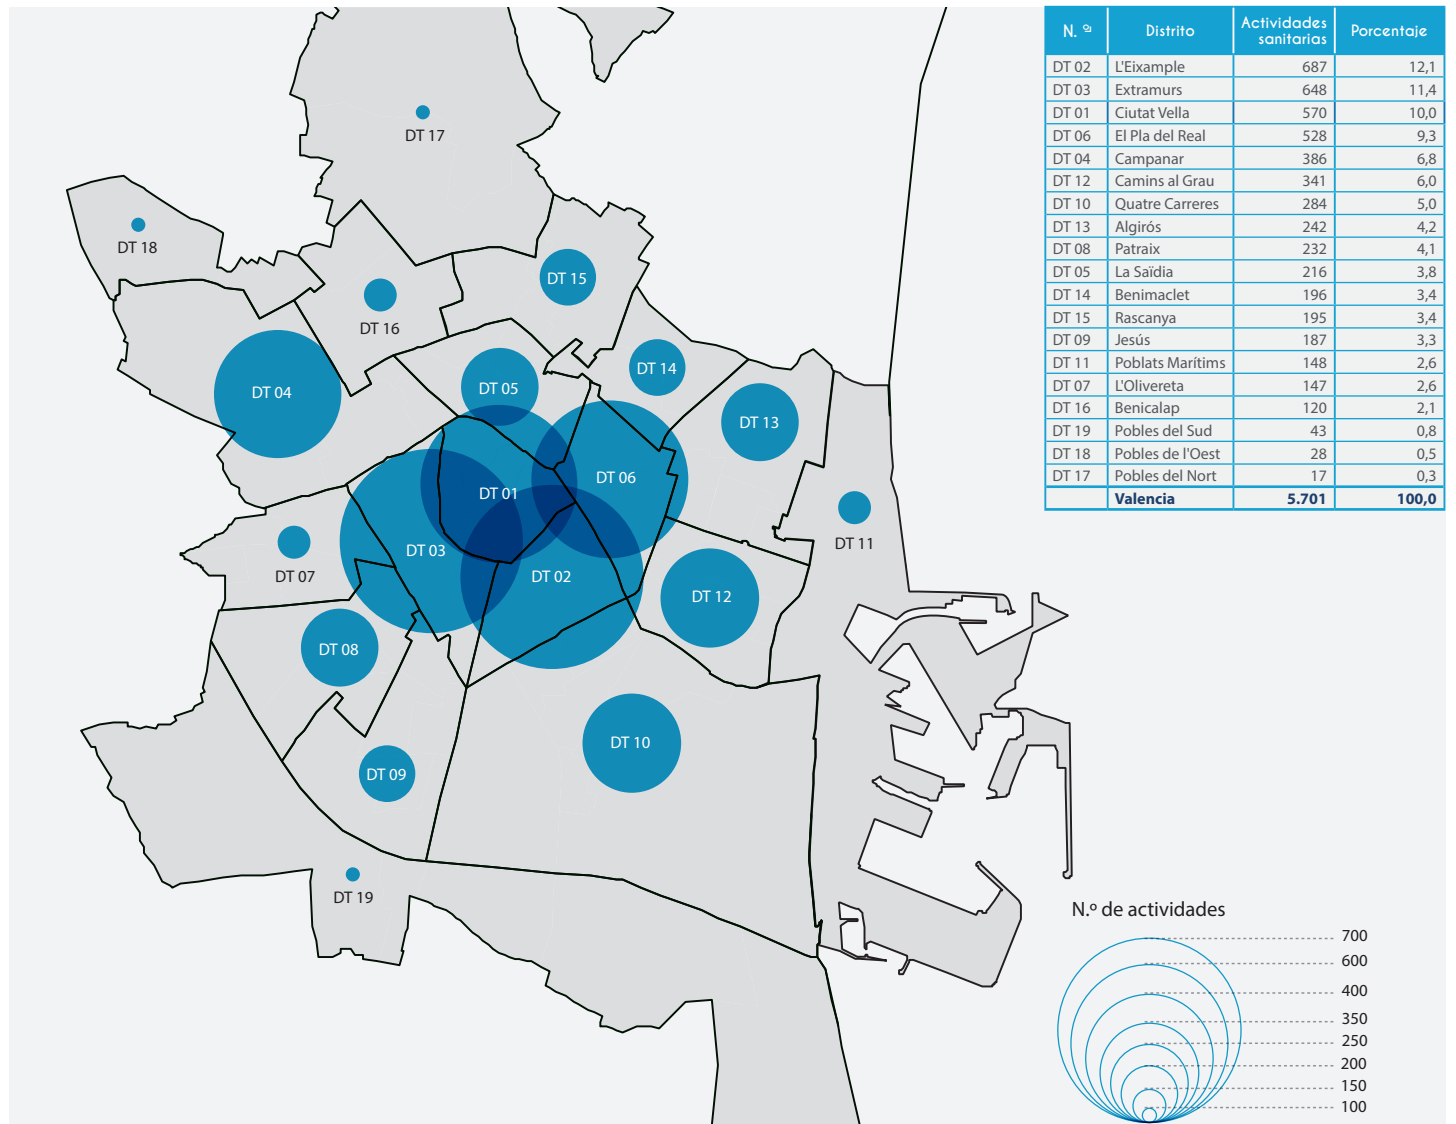 N.º Distrito Actividades sanitarias Porcentaje
DT 02 L'Eixample 687 12,1
DT 03 Extramurs 648 11,4
DT 01 Ciutat Vella 570 10,0
DT 06 El Pla del Real 528 9,3
DT 04 Campanar 386 6,8
DT 12 Camins al Grau 341 6,0
DT 10 Quatre Carreres 284 5,0
DT 13 Algirós 242 4,2
DT 08 Patraix 232 4,1
DT 05 La Saïdia 216 3,8
DT 14 Benimaclet 196 3,4
DT 15 Rascanya 195 3,4
DT 09 Jesús 187 3,3
DT 11 Poblats Marítims 148 2,6
DT 07 L'Olivereta 147 2,6
DT 16 Benicalap 120 2,1
DT 19 Pobles del Sud 43 0,8
DT 18 Pobles de l'Oest 28 0,5
DT 17 Pobles del Nort 17 0,3
Valencia 5.701 100,0
DT 17
DT 18
DT 15
DT 16
DT 14
DT 05
DT 04
DT 13
DT 06
DT 01
DT 11
DT 03
DT 07
DT 02
DT 12
DT 08
DT 10
DT 09
DT 19
N.º de actividades
700
600
400
350
250
200
150
100